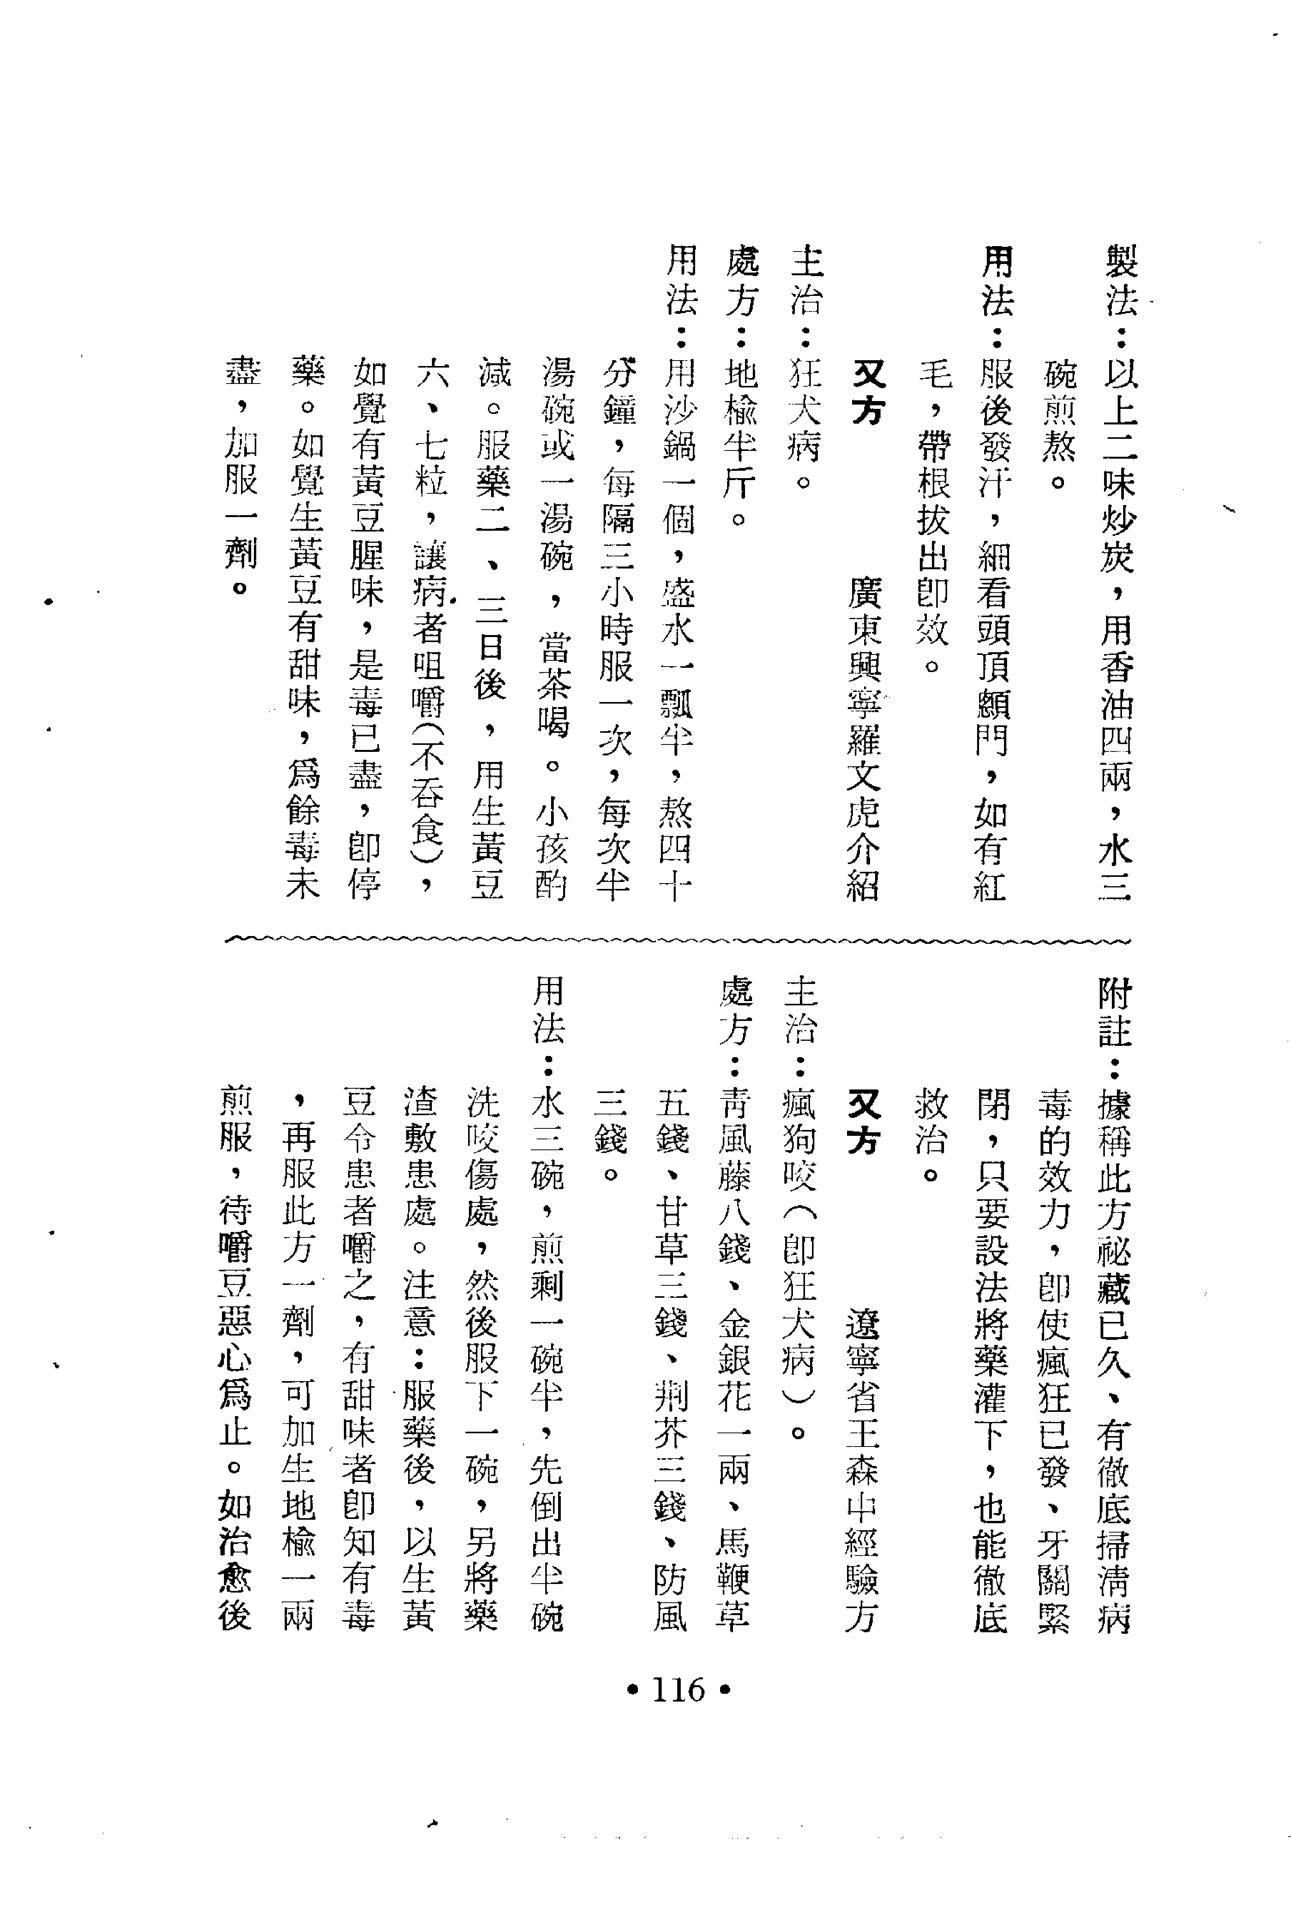 製法：以上二味炒炭，用香油四兩，水三
碗煎熬。
用法：服後發汗，細看頭頂顖門，如有紅
毛，帶根拔出卽效。
又方　廣東興寧羅文虎介紹
主治：狂犬病。
處方：地楡半斤。
用法：用沙鍋一個，盛水一瓢半，熬四十
分鐘，每隔三小時服一次，每次半
湯碗或一湯碗，當茶喝。小孩酌
減。服藥二、三日後，用生黃豆
六、七粒，讓病者咀嚼（不呑食），
如覺有黃豆腥味，是毒已盡，卽停
藥。如覺生黃豆有甜味，爲餘毒未
盡，加服一劑。
附註：據稱此方祕藏已久、有徹底掃淸病
毒的效力，卽使瘋狂已發、牙關緊
閉，只要設法將藥灌下，也能徹底
救治。
又方　遼寧省王森中經驗方
主治：瘋狗咬（卽狂犬病）。
處方：靑風藤八錢、金銀花一兩、馬鞭草
五錢、甘草三錢、荆芥三錢、防風
三錢。
用法：水三碗，煎剩一碗半，先倒出半碗
洗咬傷處，然後服下一碗，另將藥
渣敷患處。注意：服藥後，以生黃
豆令患者嚼之，有甜味者卽知有毒
，再服此方一劑，可加生地楡一兩
煎服，待嚼豆惡心爲止。如治愈後
•116•